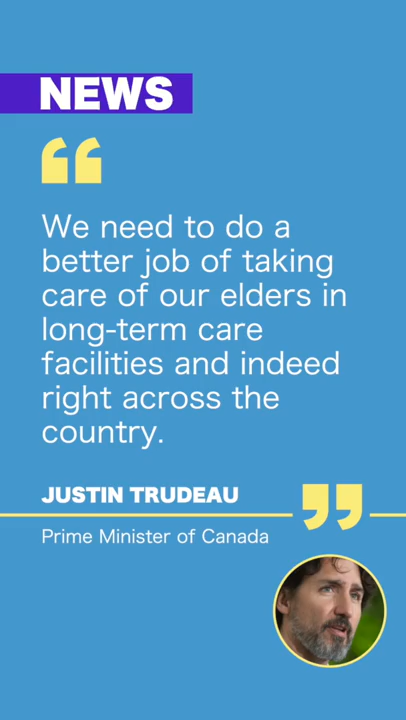 NEWS
We need to do a
better job of taking
care of our elders in
long-term care
facilities and indeed
right across the
country.
JUSTIN TRUDEAU
Prime Minister of Canada